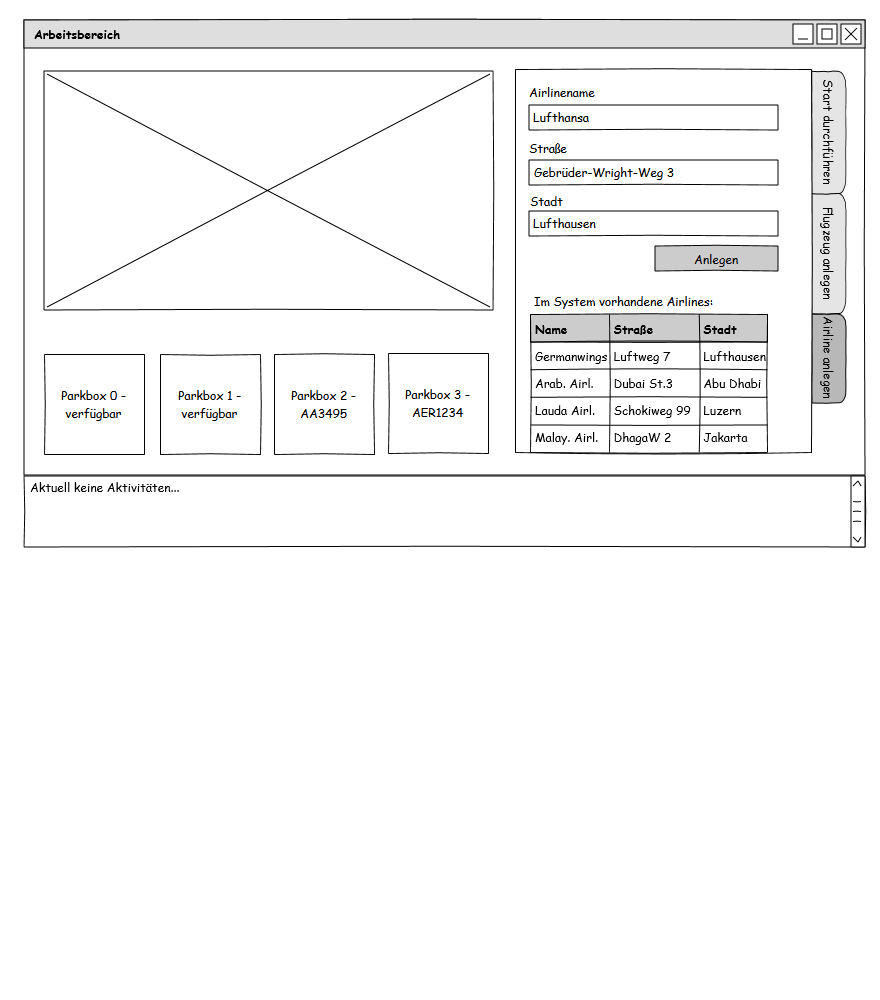 Arbeitsbereich
Airlinename
Lufthansa
Straße
Gebrüder-Wright-Weg 3
Stadt
Lufthausen
Anlegen
Im System vorhandene Airlines:
Name Straße Stadt
Germanwings Luftweg 7 Lufthausen
Arab. Airl. Dubai St.3 Abu Dhabi
Lauda Airl. Schokiweg 99 Luzern
Malay. Airl. DhagaW 2 Jakarta
Start durchführen
Flugzeug anlegen
Airline anlegen
Parkbox 0 -
verfügbar
Parkbox 1 -
verfügbar
Parkbox 2 -
AA3495
Parkbox 3 -
AER1234
Aktuell keine Aktivitäten...